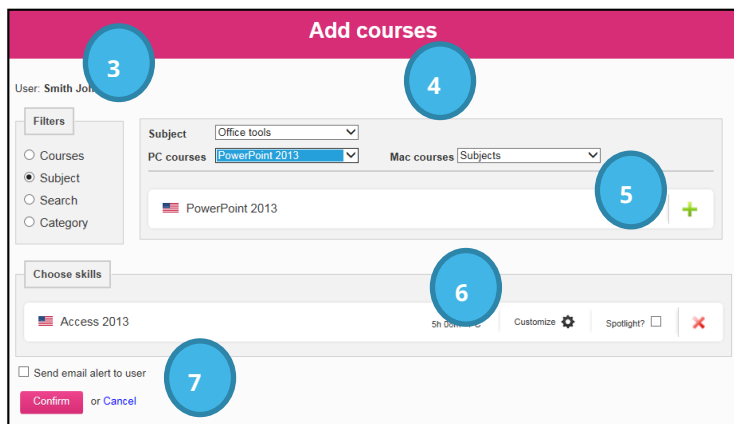 Add courses
3
4
User: Smith
Filters
Courses
Subject
Search
Category
Subject Office tools
PC courses PowerPoint 2013 Mac courses Subjects
5
PowerPoint 2013
Choose skills
6
Access 2013 5h Customize Spotlight?
Send email alert to user
7
Confirm or Cancel